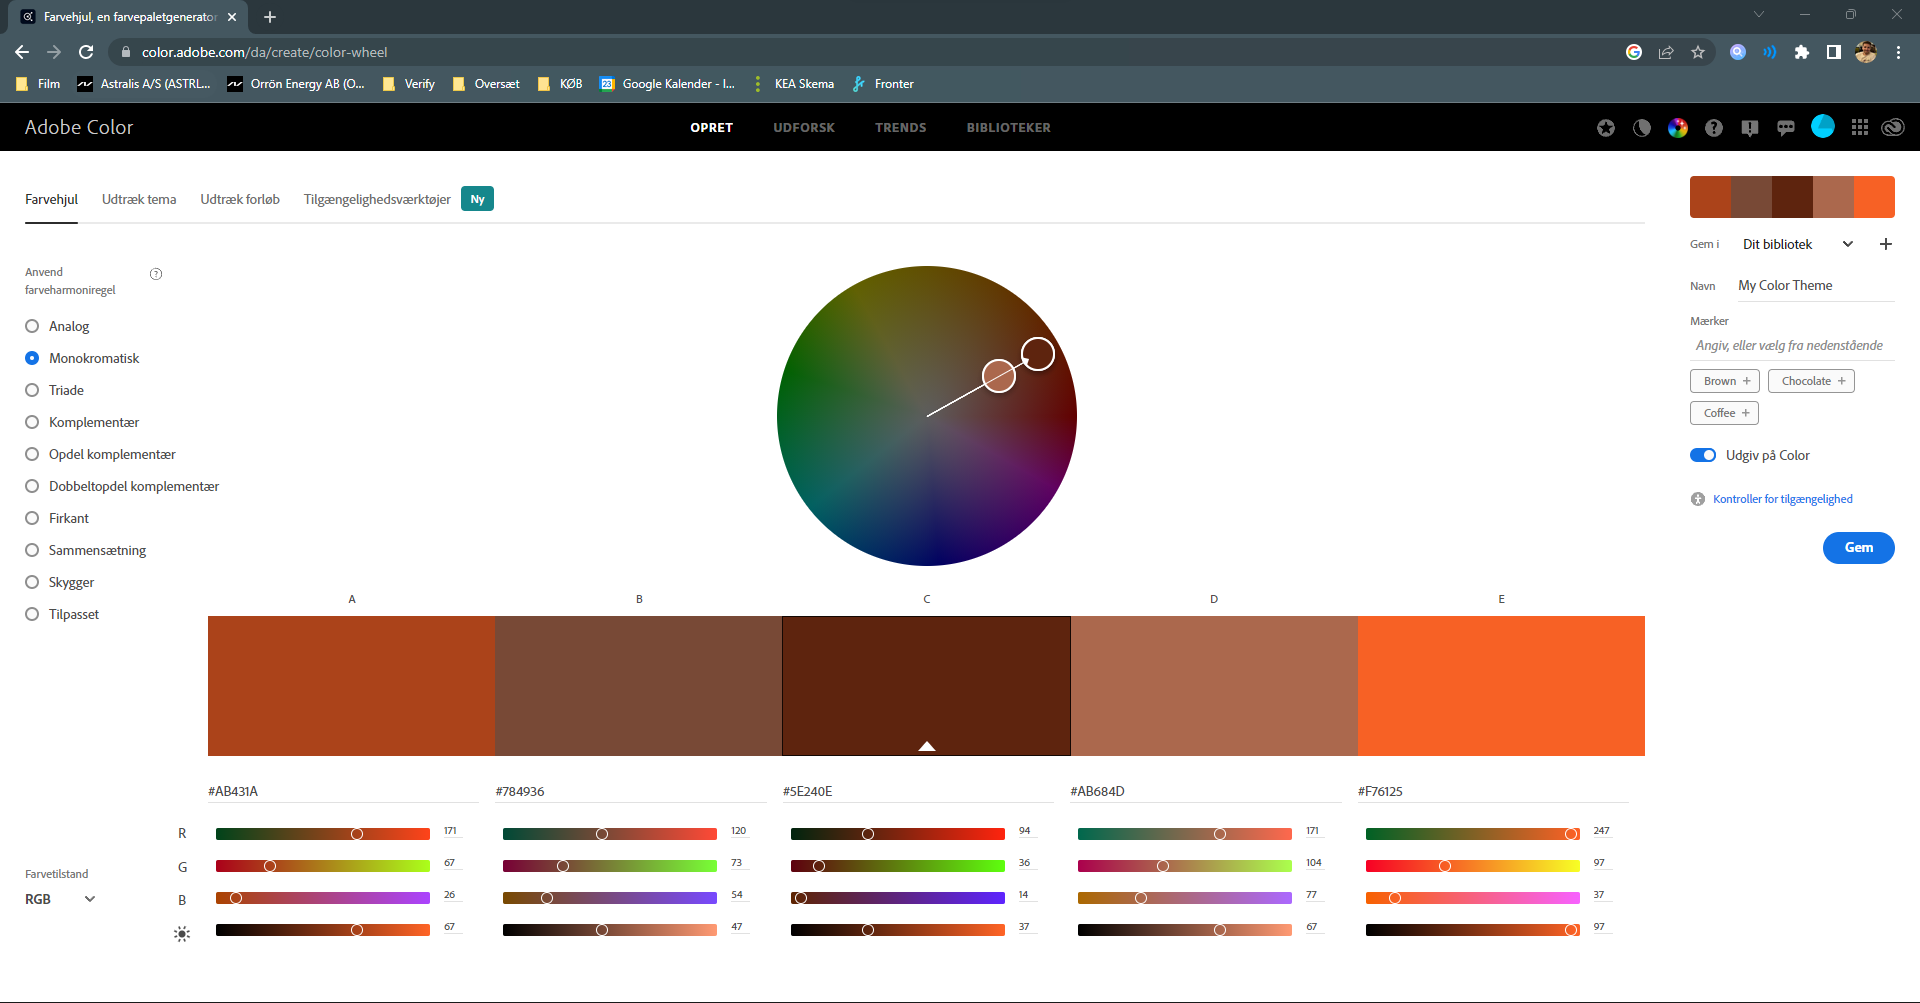 Farvehjul, en farvepaletgenerator
color.adobe.com/da/create/color-wheel
Film
Astralis A/S (ASTRL...
Orrön Energy AB (O...
Verify
Oversæt
KØB
23
Google Kalender - I...
KEA Skema
Fronter
Adobe Color
OPRET
UDFORSK
TRENDS
BIBLIOTEKER
Farvehjul
Udtræk tema
Udtræk forløb
Tilgængelighedsværktøjer
Ny
Gem i
Dit bibliotek
Anvend
farveharmoniregel
Navn
My Color Theme
Mærker
Angiv, eller vælg fra nedenstående
Brown +
Chocolate +
Coffee +
Udgiv på Color
Kontroller for tilgængelighed
Gem
Analog
Monokromatisk
Triade
Komplementær
Opdel komplementær
Dobbeltopdel komplementær
Firkant
Sammensætning
Skygger
Tilpasset
A B C D E
#AB431A #784936 #5E240E #AB684D #F76125
R 171 120 94 171 247
G 67 73 36 104 97
Farvetilstand
RGB
B 26 54 14 77 37
67 47 37 67 97